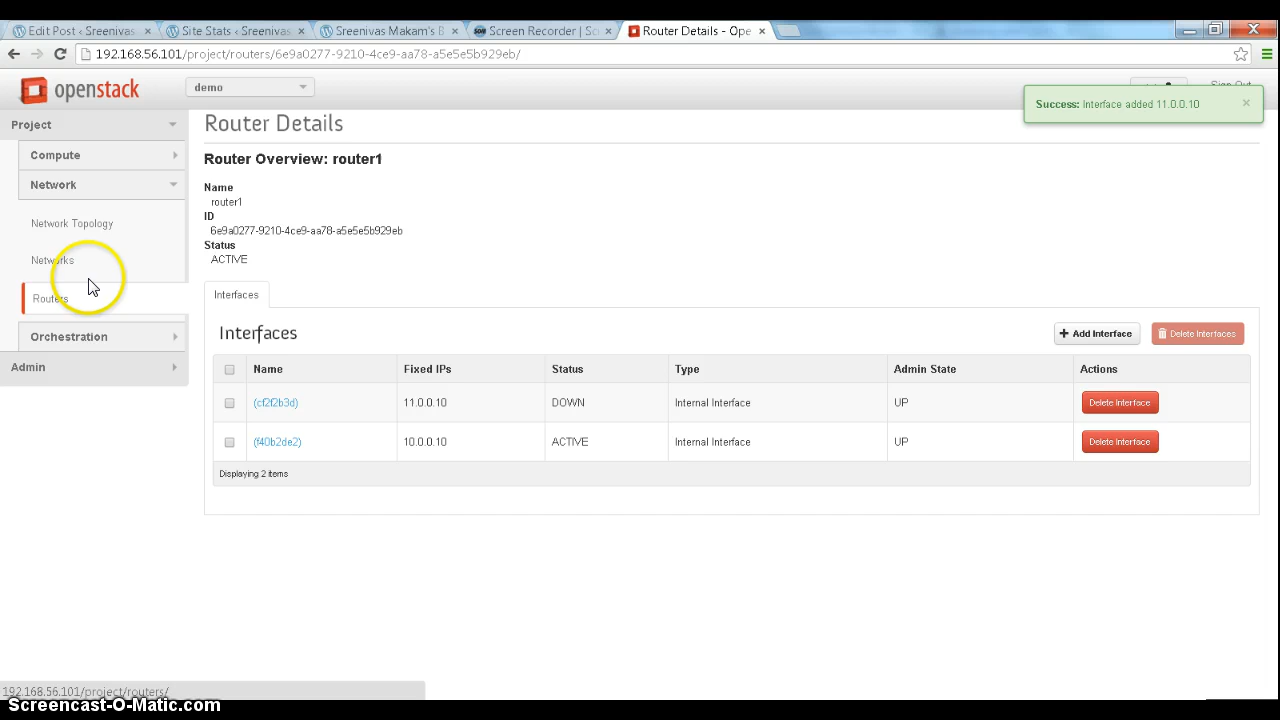 Edit Post ‹ Sreenivas
Site Stats ‹ Sreenivas
Sreenivas Makam's B
Screen Recorder | Sc
Router Details - Ope
192.168.56.101/project/routers/6e9a0277-9210-4ce9-aa78-a5e5e5b929eb/
openstack
demo
Sign Out
Success: Interface added 11.0.0.10
Project
Compute
Network
Network Topology
Networks
Routers
Orchestration
Admin
Router Details
Router Overview: router1
Name
router1
ID
6e9a0277-9210-4ce9-aa78-a5e5e5b929eb
Status
ACTIVE
Interfaces
Interfaces
+ Add Interface
Delete Interfaces
Name Fixed IPs Status Type Admin State Actions
(cf2f2b3d) 11.0.0.10 DOWN Internal Interface UP Delete Interface
(f40b2de2) 10.0.0.10 ACTIVE Internal Interface UP Delete Interface
Displaying 2 items
192.168.56.101/project/routers/
Screencast-O-Matic.com